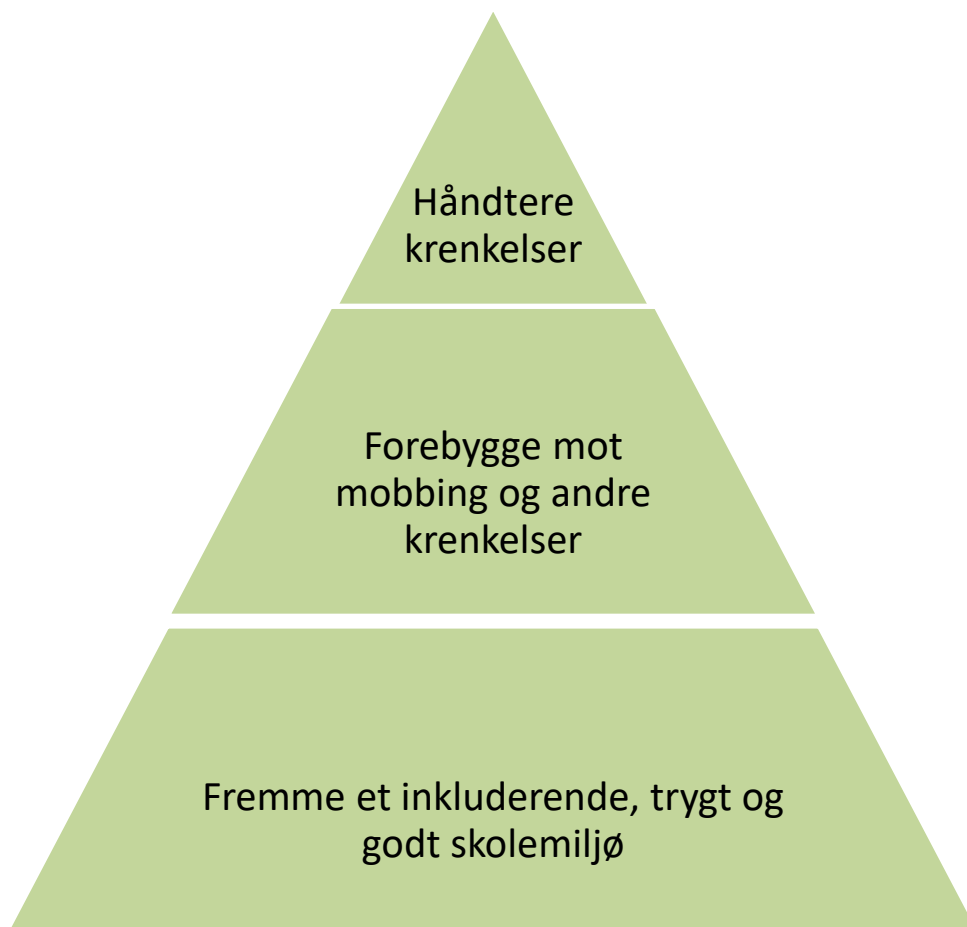 Håndtere
krenkelser
Forebygge mot
mobbing og andre
krenkelser
Fremme et inkluderende, trygt og
godt skolemiljø